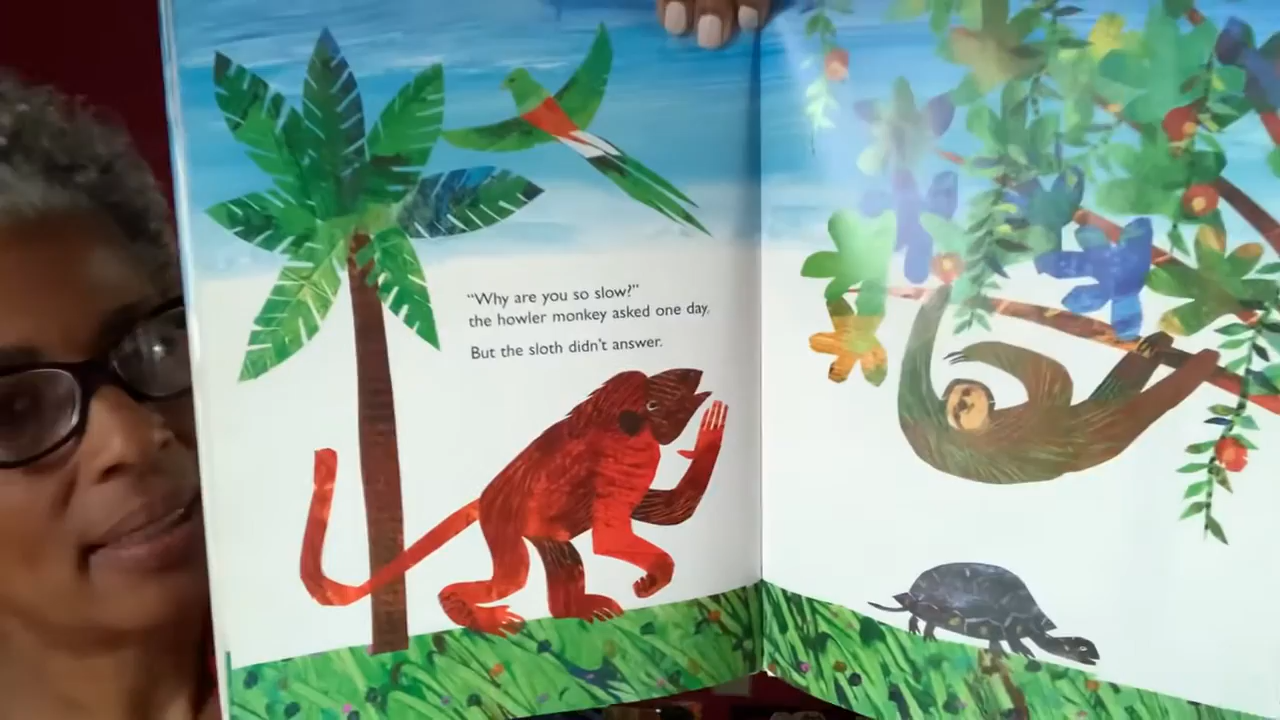 “Why are you so slow?”
the howler monkey asked one day.
But the sloth didn’t answer.